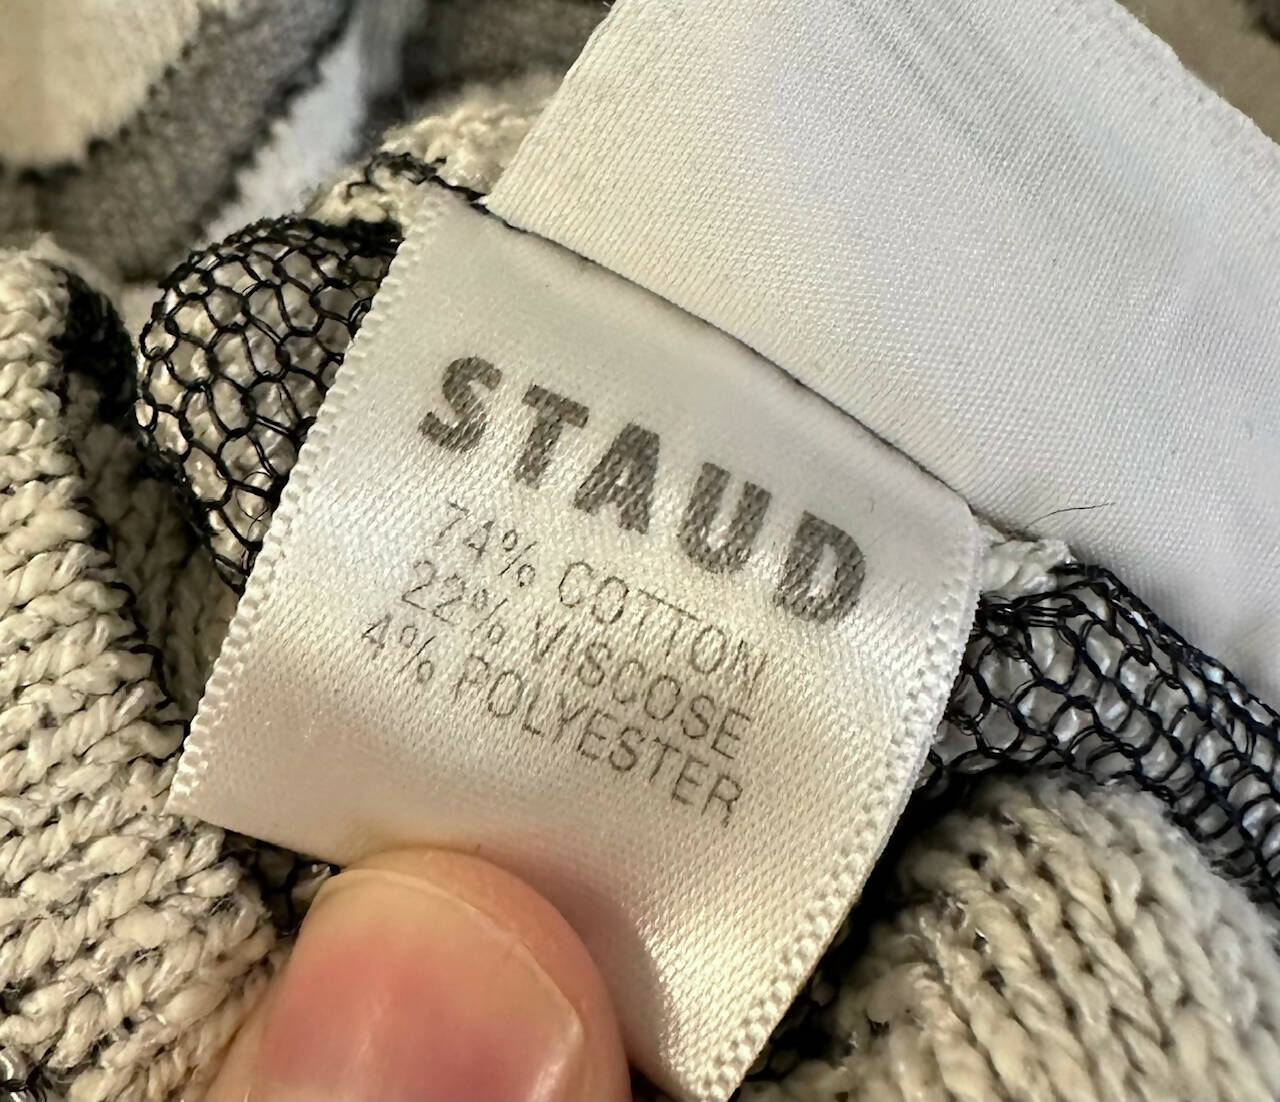 STAUD
74% COTTON
22% VISCOSE
4% POLYESTER